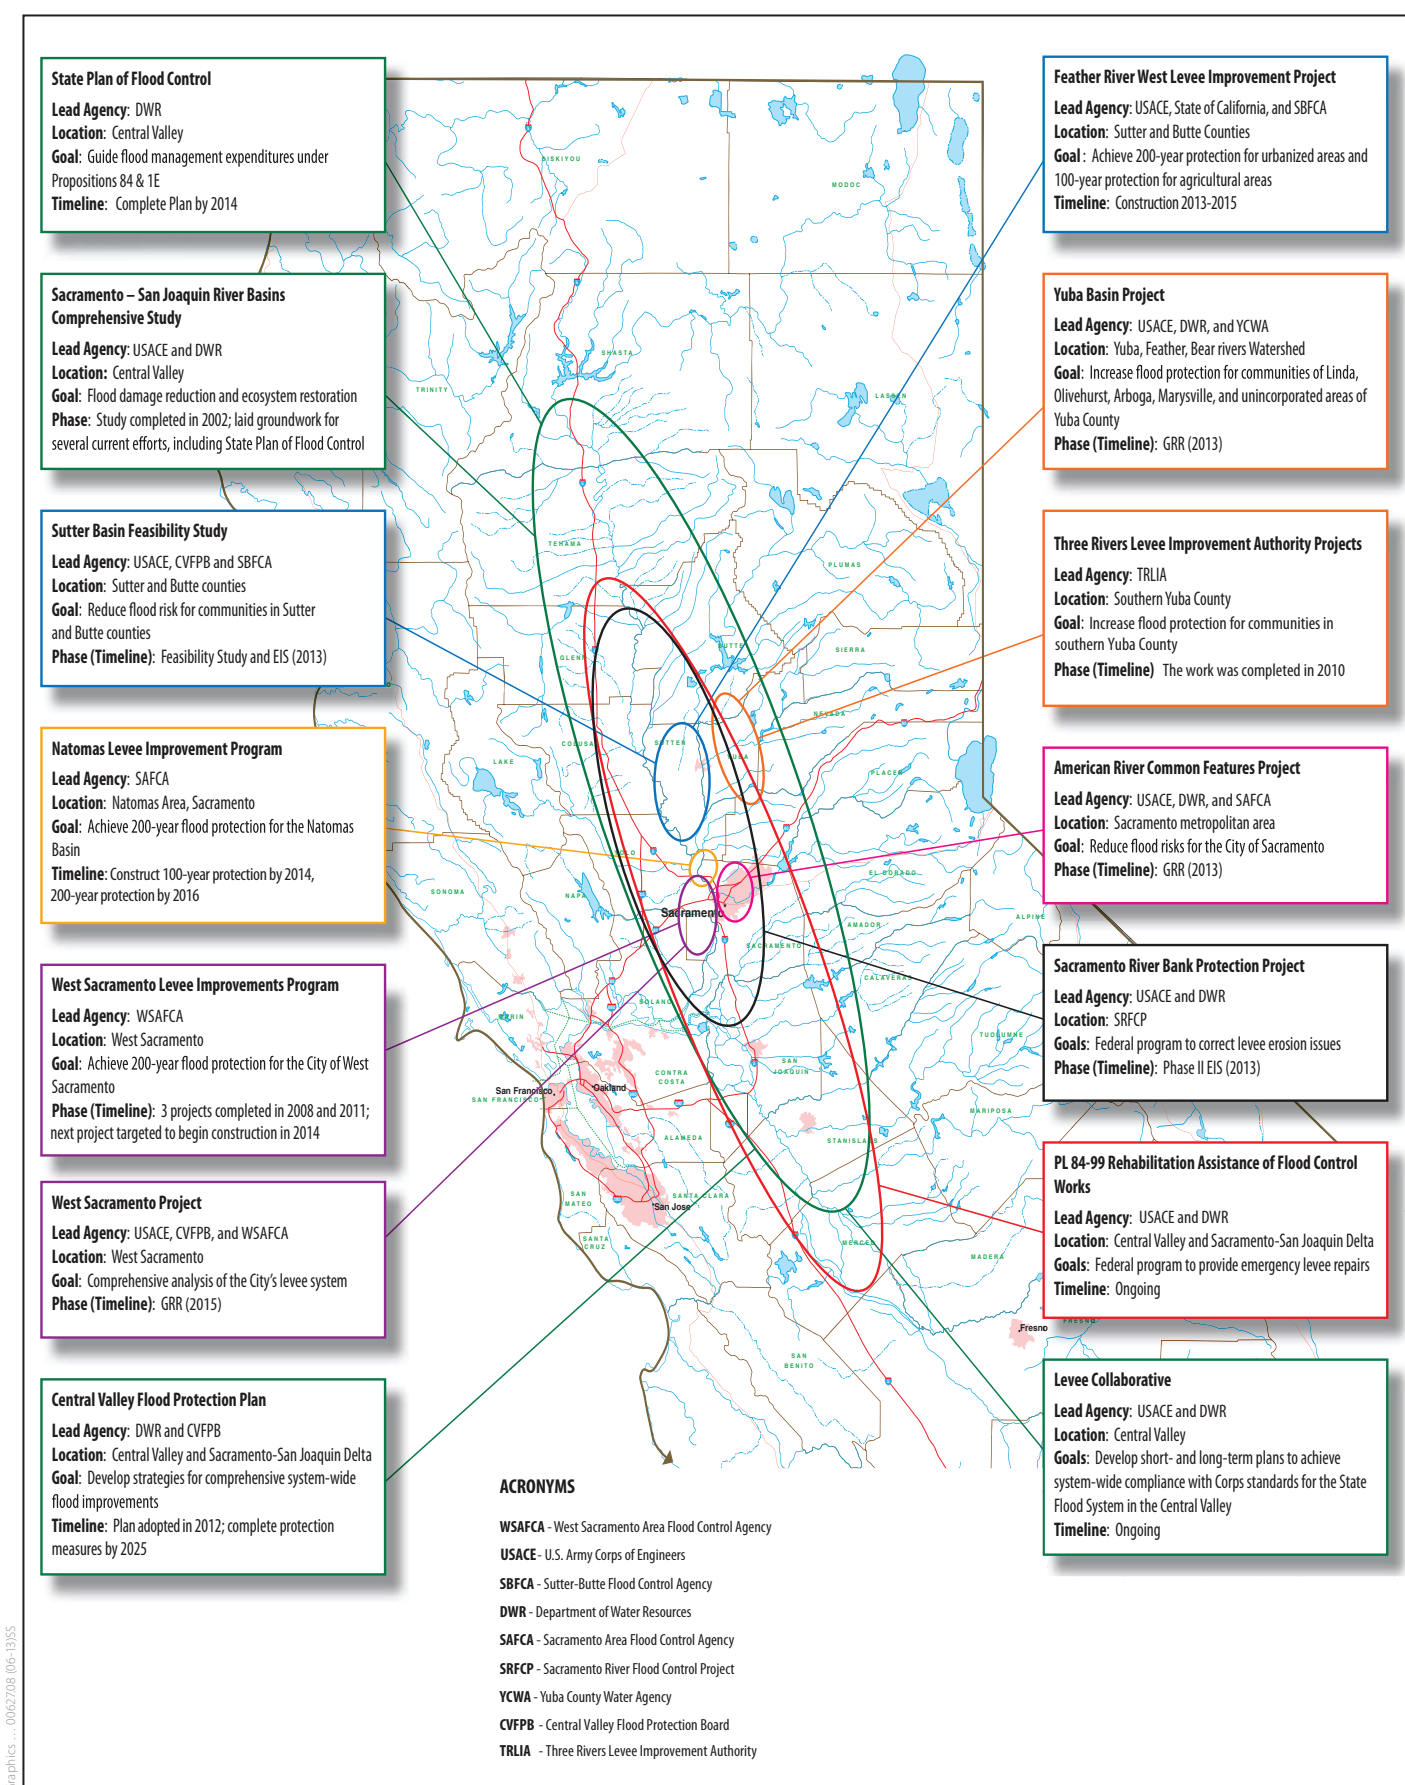 State Plan of Flood Control
Lead Agency: DWR
Location: Central Valley
Goal: Guide flood management expenditures under
Propositions 84 & 1E
Timeline: Complete Plan by 2014
Sacramento – San Joaquin River Basins
Comprehensive Study
Lead Agency: USACE and DWR
Location: Central Valley
Goal: Flood damage reduction and ecosystem restoration
Phase: Study completed in 2002; laid groundwork for
several current efforts, including State Plan of Flood Control
Sutter Basin Feasibility Study
Lead Agency: USACE, CVFPB and SBFCA
Location: Sutter and Butte counties
Goal: Reduce flood risk for communities in Sutter
and Butte counties
Phase (Timeline): Feasibility Study and EIS (2013)
Natomas Levee Improvement Program
Lead Agency: SAFCA
Location: Natomas Area, Sacramento
Goal: Achieve 200-year flood protection for the Natomas
Basin
Timeline: Construct 100-year protection by 2014,
200-year protection by 2016
West Sacramento Levee Improvements Program
Lead Agency: WSAFCA
Location: West Sacramento
Goal: Achieve 200-year flood protection for the City of West
Sacramento
Phase (Timeline): 3 projects completed in 2008 and 2011;
next project targeted to begin construction in 2014
West Sacramento Project
Lead Agency: USACE, CVFPB, and WSAFCA
Location: West Sacramento
Goal: Comprehensive analysis of the City's levee system
Phase (Timeline): GRR (2015)
Central Valley Flood Protection Plan
Lead Agency: DWR and CVFPB
Location: Central Valley and Sacramento-San Joaquin Delta
Goal: Develop strategies for comprehensive system-wide
flood improvements
Timeline: Plan adopted in 2012; complete protection
measures by 2025
SISKIYOU
MODOC
SHASTA
TRINITY
LASSEN
TEHAMA
PLUMAS
BUTTE
SIERRA
GLENN
NEVADA
COLUSA
SUTTER
YUBA
LAKE
PLACER
YOLO
EL DORADO
SONOMA
NAPA
Sacramento
ALPINE
AMADOR
SACRAMENTO
CALAVERAS
SOLANO
MARIN
TUOLUMNE
SAN
JOAQUIN
CONTRA
COSTA
San Francisco
SAN FRANCISCO
Oakland
MARIPOSA
ALAMEDA
STANISLAUS
SAN
MATEO
SANTA CLARA
San Jose
SANTA
CRUZ
MERCED
MADERA
FRESNO
Fresno
SAN
BENITO
Feather River West Levee Improvement Project
Lead Agency: USACE, State of California, and SBFCA
Location: Sutter and Butte Counties
Goal : Achieve 200-year protection for urbanized areas and
100-year protection for agricultural areas
Timeline: Construction 2013-2015
Yuba Basin Project
Lead Agency: USACE, DWR, and YCWA
Location: Yuba, Feather, Bear rivers Watershed
Goal: Increase flood protection for communities of Linda,
Olivehurst, Arboga, Marysville, and unincorporated areas of
Yuba County
Phase (Timeline): GRR (2013)
Three Rivers Levee Improvement Authority Projects
Lead Agency: TRLIA
Location: Southern Yuba County
Goal: Increase flood protection for communities in
southern Yuba County
Phase (Timeline) The work was completed in 2010
American River Common Features Project
Lead Agency: USACE, DWR, and SAFCA
Location: Sacramento metropolitan area
Goal: Reduce flood risks for the City of Sacramento
Phase (Timeline): GRR (2013)
Sacramento River Bank Protection Project
Lead Agency: USACE and DWR
Location: SRFCP
Goals: Federal program to correct levee erosion issues
Phase (Timeline): Phase II EIS (2013)
PL 84-99 Rehabilitation Assistance of Flood Control
Works
Lead Agency: USACE and DWR
Location: Central Valley and Sacramento-San Joaquin Delta
Goals: Federal program to provide emergency levee repairs
Timeline: Ongoing
Levee Collaborative
Lead Agency: USACE and DWR
Location: Central Valley
Goals: Develop short- and long-term plans to achieve
system-wide compliance with Corps standards for the State
Flood System in the Central Valley
Timeline: Ongoing
ACRONYMS
WSAFCA - West Sacramento Area Flood Control Agency
USACE - U.S. Army Corps of Engineers
SBFCA - Sutter-Butte Flood Control Agency
DWR - Department of Water Resources
SAFCA - Sacramento Area Flood Control Agency
SRFCP - Sacramento River Flood Control Project
YCWA - Yuba County Water Agency
CVFPB - Central Valley Flood Protection Board
TRLIA - Three Rivers Levee Improvement Authority
raphics … 00627.08 (06-13)SS